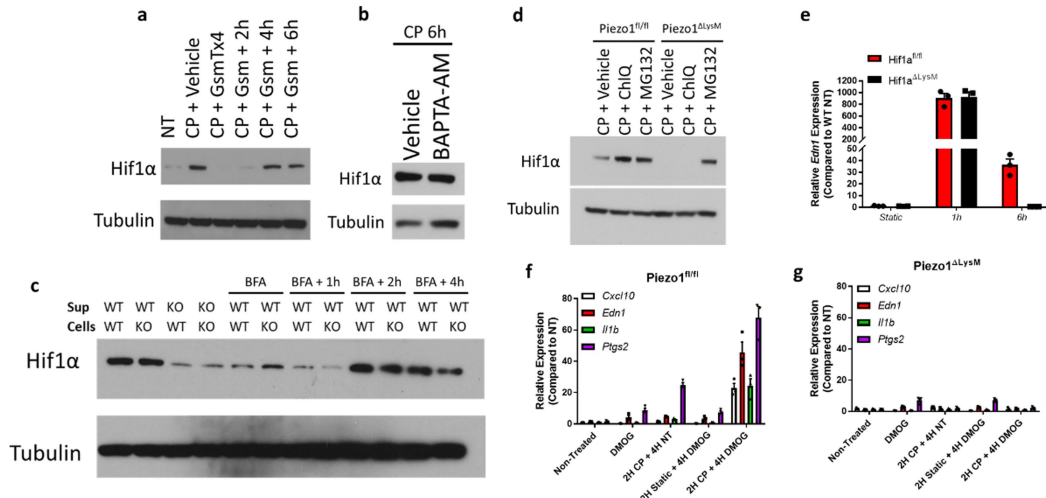 a
NT
CP + Vehicle
CP + GsmTx4
CP + Gsm + 2h
CP + Gsm + 4h
CP + Gsm + 6h
Hif1α
Tubulin
b
CP 6h
Vehicle
BAPTA-AM
Hif1α
Tubulin
c
BFA BFA + 1h BFA + 2h BFA + 4h
Sup WT WT KO KO WT WT WT WT WT WT WT WT
Cells WT KO WT KO WT KO WT KO WT KO WT KO
Hif1α
Tubulin
d
Piezo1fl/fl Piezo1ΔLysM
CP + Vehicle
CP + ChlQ
CP + MG132
CP + Vehicle
CP + ChlQ
CP + MG132
Hif1α
Tubulin
e
Hif1afl/fl
Hif1aΔLysM
Relative Edn1 Expression
(Compared to WT NT)
1200
1000
800
600
400
200
50
40
30
20
10
0
Static 1h 6h
f
Piezo1fl/fl
Cxcl10
Edn1
Il1b
Ptgs2
Relative Expression
(Compared to NT)
80
60
40
20
0
Non-Treated
DMOG
2H CP + 4H NT
2H Static + 4H DMOG
2H CP + 4H DMOG
g
Piezo1ΔLysM
Cxcl10
Edn1
Il1b
Ptgs2
Relative Expression
(Compared to NT)
80
60
40
20
0
Non-Treated
DMOG
2H CP + 4H NT
2H Static + 4H DMOG
2H CP + 4H DMOG